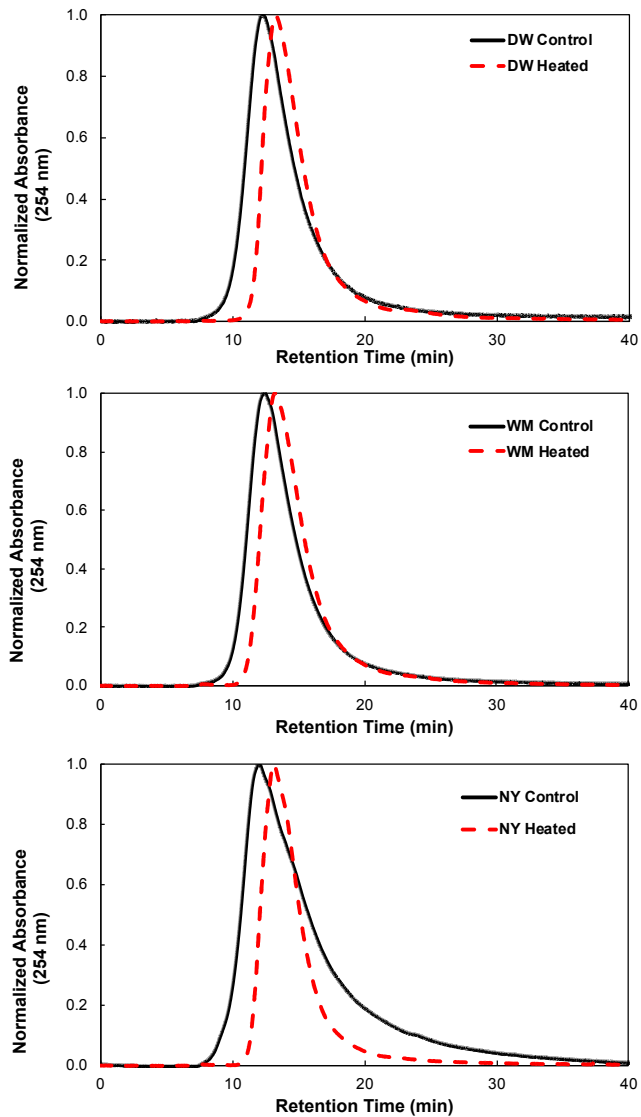 1.0
0.8
0.6
0.4
0.2
0.0
Normalized Absorbance
(254 nm)
DW Control
DW Heated
0 10 20 30 40
Retention Time (min)
1.0
0.8
0.6
0.4
0.2
0.0
Normalized Absorbance
(254 nm)
WM Control
WM Heated
0 10 20 30 40
Retention Time (min)
1.0
0.8
0.6
0.4
0.2
0.0
Normalized Absorbance
(254 nm)
NY Control
NY Heated
0 10 20 30 40
Retention Time (min)